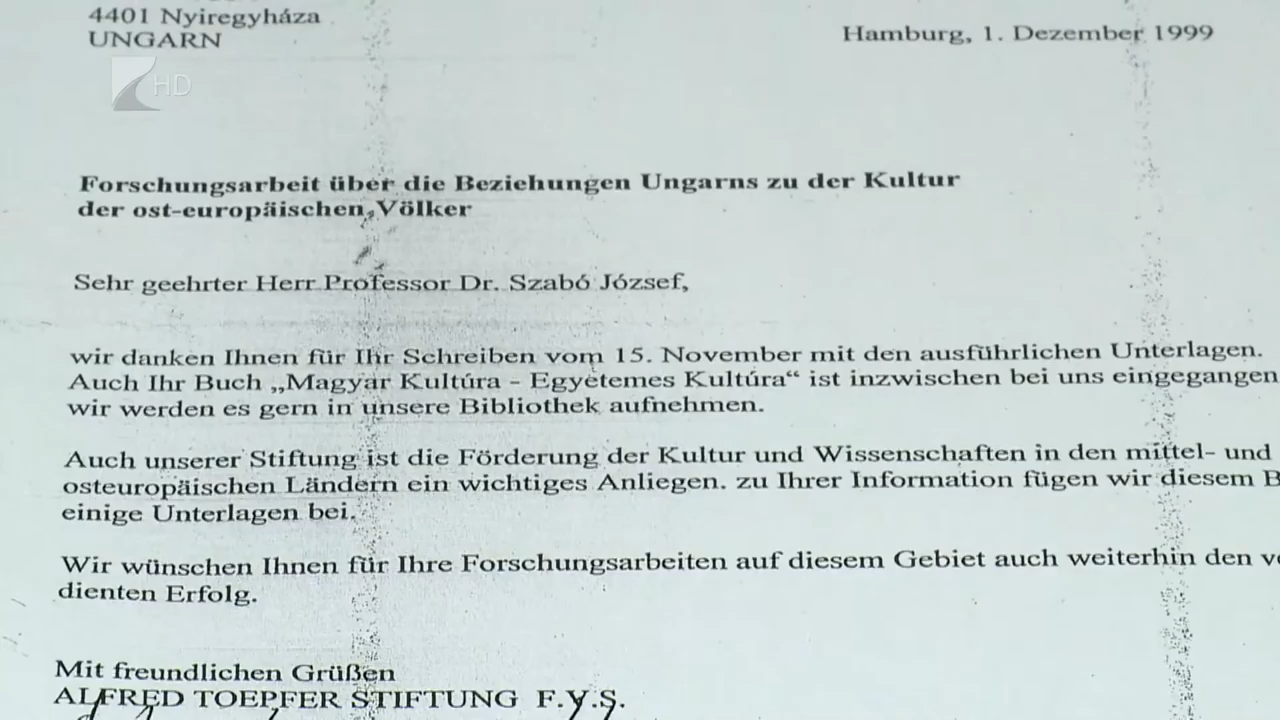 4401 Nyiregyháza
UNGARN
Hamburg, 1. Dezember 1999
HD
Forschungsarbeit über die Beziehungen Ungarns zu der Kultur
der ost-europäischen Völker
Sehr geehrter Herr Professor Dr. Szabó József,
wir danken Ihnen für Ihr Schreiben vom 15. November mit den ausführlichen Unterlagen.
Auch Ihr Buch „Magyar Kultúra - Egyetemes Kultúra“ ist inzwischen bei uns eingegangen
wir werden es gern in unsere Bibliothek aufnehmen.
Auch unserer Stiftung ist die Förderung der Kultur und Wissenschaften in den mittel- und
osteuropäischen Ländern ein wichtiges Anliegen. zu Ihrer Information fügen wir diesem B
einige Unterlagen bei.
Wir wünschen Ihnen für Ihre Forschungsarbeiten auf diesem Gebiet auch weiterhin den ve
dienten Erfolg.
Mit freundlichen Grüßen
ALFRED TOEPFER STIFTUNG F.V.S.